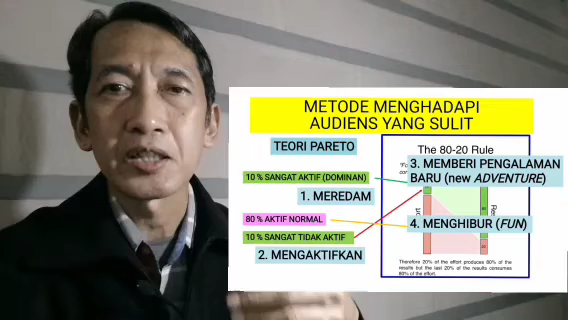 METODE MENGHADAPI
AUDIENS YANG SULIT
TEORI PARETO
The 80-20 Rule
3. MEMBERI PENGALAMAN
BARU (new ADVENTURE)
10 % SANGAT AKTIF (DOMINAN)
1. MEREDAM
80 % AKTIF NORMAL
4. MENGHIBUR (FUN)
10 % SANGAT TIDAK AKTIF
2. MENGAKTIFKAN
Therefore 20% of the effort produces 80% of the
results but the last 20% of the results consumes
80% of the effort.